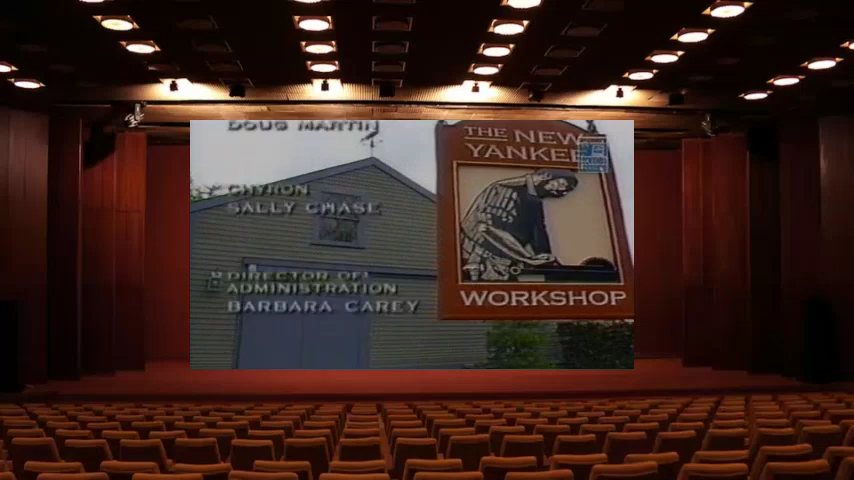 DOUG MARTIN
CHYRON
SALLY CHASE
DIRECTOR OF
ADMINISTRATION
BARBARA CAREY
THE NEW
YANKEE
WORKSHOP